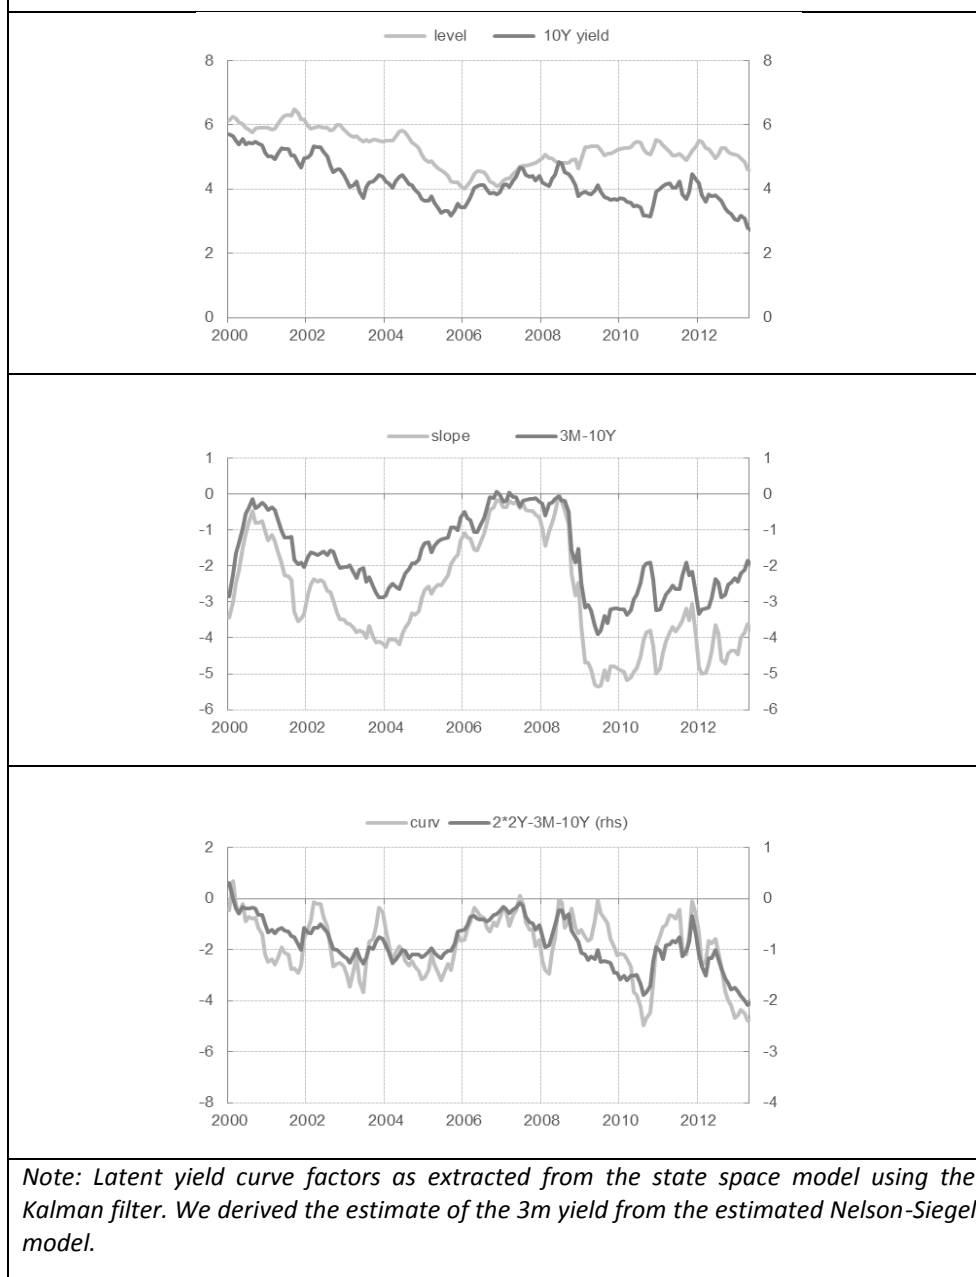 level 10Y yield
8 8
6 6
4 4
2 2
0 0
2000 2002 2004 2006 2008 2010 2012
slope 3M-10Y
1 1
0 0
-1 -1
-2 -2
-3 -3
-4 -4
-5 -5
-6 -6
2000 2002 2004 2006 2008 2010 2012
curv 2*2Y-3M-10Y (rhs)
2 1
0 0
-2 -1
-4 -2
-6 -3
-8 -4
2000 2002 2004 2006 2008 2010 2012
Note: Latent yield curve factors as extracted from the state space model using the
Kalman filter. We derived the estimate of the 3m yield from the estimated Nelson-Siegel
model.